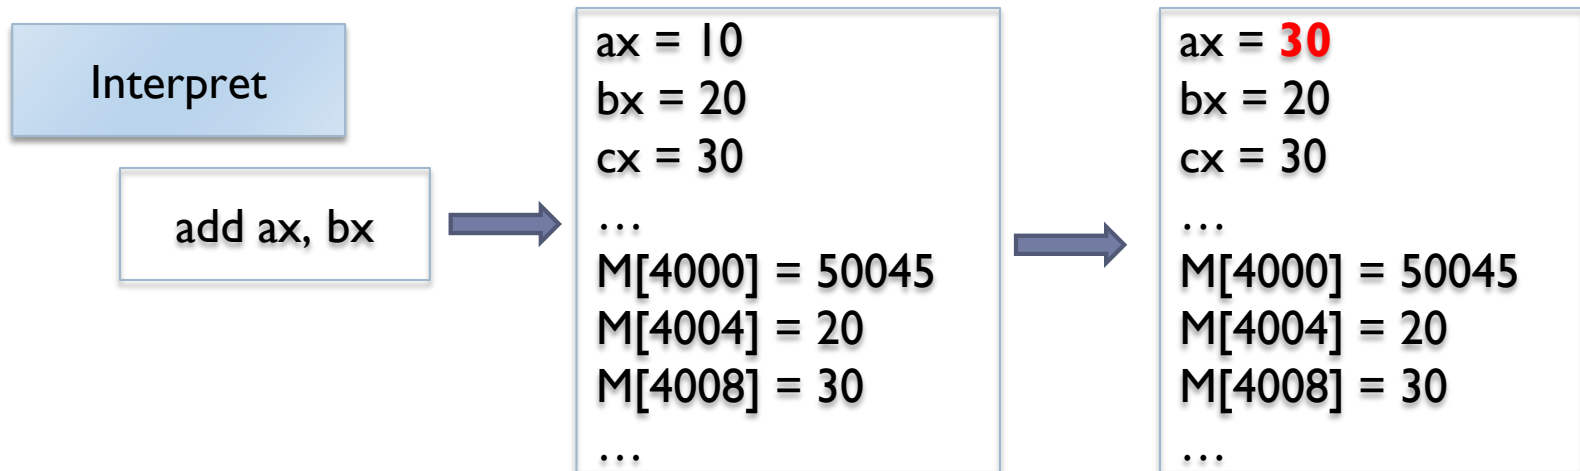 Interpret
add ax, bx
ax = 10
bx = 20
cx = 30
…
M[4000] = 50045
M[4004] = 20
M[4008] = 30
…
ax = 30
bx = 20
cx = 30
…
M[4000] = 50045
M[4004] = 20
M[4008] = 30
…